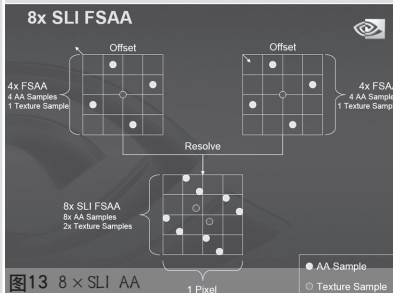 8x SLI FSAA
Offset
Offset
4x FSAA
4 AA Samples
1 Texture Sample
4x FSA
4 AA Samples
1 Texture Sampl
Resolve
8x SLI FSAA
8x AA Samples
2x Texture Samples
AA Sample
Texture Sample
1 Pixel
图13 8×SLI AA